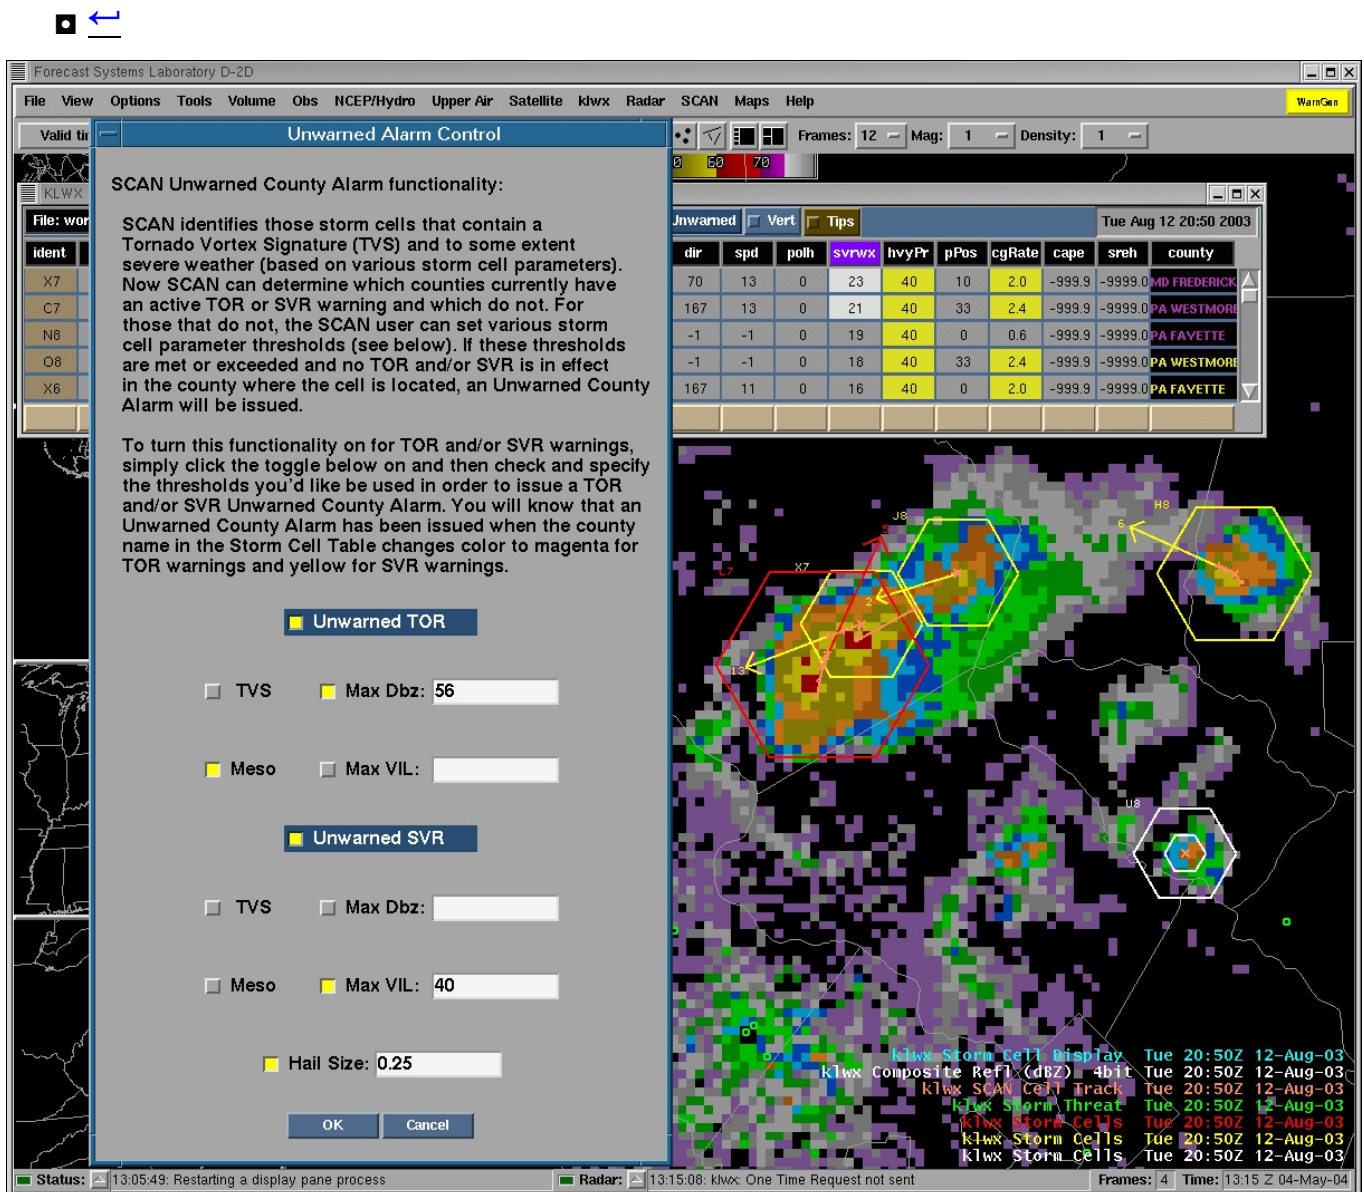 Forecast Systems Laboratory D-2D
File View Options Tools Volume Obs NCEP/Hydro Upper Air Satellite klwx Radar SCAN Maps Help WarnGen
Valid tir
Unwarned Alarm Control
Frames: 12 Mag: 1 Density: 1
60 70
KLWX
File: wor
Unwarned Vert Tips Tue Aug 12 20:50 2003
ident dir spd polh svrwx hvyPr pPos cgRate cape sreh county
X7 70 13 0 23 40 10 2.0 -999.9 -9999.0 MD FREDERICK
C7 167 13 0 21 40 33 2.4 -999.9 -9999.0 PA WESTMORE
N8 -1 -1 0 19 40 0 0.6 -999.9 -9999.0 PA FAYETTE
O8 -1 -1 0 18 40 33 2.4 -999.9 -9999.0 PA WESTMORE
X6 167 11 0 16 40 0 2.0 -999.9 -9999.0 PA FAYETTE
SCAN Unwarned County Alarm functionality:
SCAN identifies those storm cells that contain a
Tornado Vortex Signature (TVS) and to some extent
severe weather (based on various storm cell parameters).
Now SCAN can determine which counties currently have
an active TOR or SVR warning and which do not. For
those that do not, the SCAN user can set various storm
cell parameter thresholds (see below). If these thresholds
are met or exceeded and no TOR and/or SVR is in effect
in the county where the cell is located, an Unwarned County
Alarm will be issued.
To turn this functionality on for TOR and/or SVR warnings,
simply click the toggle below on and then check and specify
the thresholds you'd like be used in order to issue a TOR
and/or SVR Unwarned County Alarm. You will know that an
Unwarned County Alarm has been issued when the county
name in the Storm Cell Table changes color to magenta for
TOR warnings and yellow for SVR warnings.
Unwarned TOR
TVS Max Dbz: 56
Meso Max VIL:
Unwarned SVR
TVS Max Dbz:
Meso Max VIL: 40
Hail Size: 0.25
OK Cancel
J8
H8
6
X7
2
13
U8
klwx Storm Cell Display Tue 20:50Z 12-Aug-03
klwx Composite Refl (dBZ) 4bit Tue 20:50Z 12-Aug-03
klwx SCAN Cell Track Tue 20:50Z 12-Aug-03
klwx Storm Threat Tue 20:50Z 12-Aug-03
klwx Storm Cells Tue 20:50Z 12-Aug-03
klwx Storm Cells Tue 20:50Z 12-Aug-03
klwx Storm Cells Tue 20:50Z 12-Aug-03
Status: 13:05:49: Restarting a display pane process Radar: 13:15:08: klwx: One Time Request not sent Frames: 4 Time: 13:15 Z 04-May-04